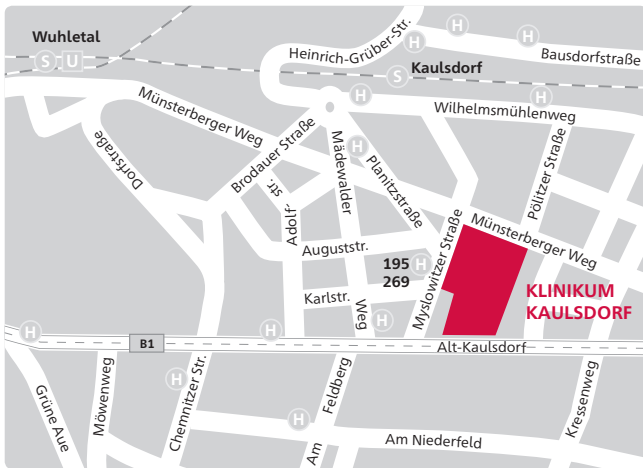 Wuhletal
S U
Heinrich-Grüber-Str.
H
H
H
Bausdorfstraße
S
Kaulsdorf
H
H
Wilhelmsmühlenweg
Münsterberger Weg
Dorfstraße
Brodauer Straße
Mädewalder
Weg
H
Planitzstraße
Adolf-
str.
Pölitzer Straße
Myslowitzer Straße
Münsterberger Weg
Auguststr.
195
269
H
Karlstr.
KLINIKUM
KAULSDORF
H
B1
H
Alt-Kaulsdorf
Grüne Aue
Möwenweg
H
Chemnitzer Str.
H
Am
Feldberg
Am Niederfeld
Kressenweg